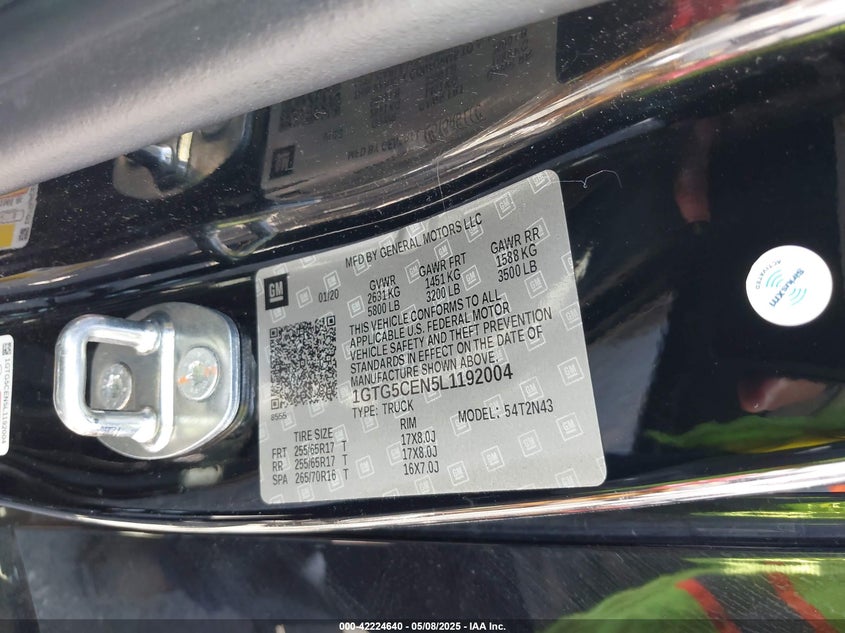 MFD BY GENERAL MOTORS LLC
GM
01/20
GVWR GAWR FRT GAWR RR
2631 KG 1451 KG 1588 KG
5800 LB 3200 LB 3500 LB
THIS VEHICLE CONFORMS TO ALL
APPLICABLE U.S. FEDERAL MOTOR
VEHICLE SAFETY AND THEFT PREVENTION
STANDARDS IN EFFECT ON THE DATE OF
MANUFACTURE SHOWN ABOVE.
1GTG5CEN5L1192004
8555
TYPE: TRUCK MODEL: 54T2N43
TIRE SIZE RIM
FRT 255/65R17 T 17X8.0J
RR 255/65R17 T 17X8.0J
SPA 265/70R16 T 16X7.0J
1GTG5CEN5L1192004
siriusxm
ACTIVATED
000-42224640 - 05/08/2025 - IAA Inc.